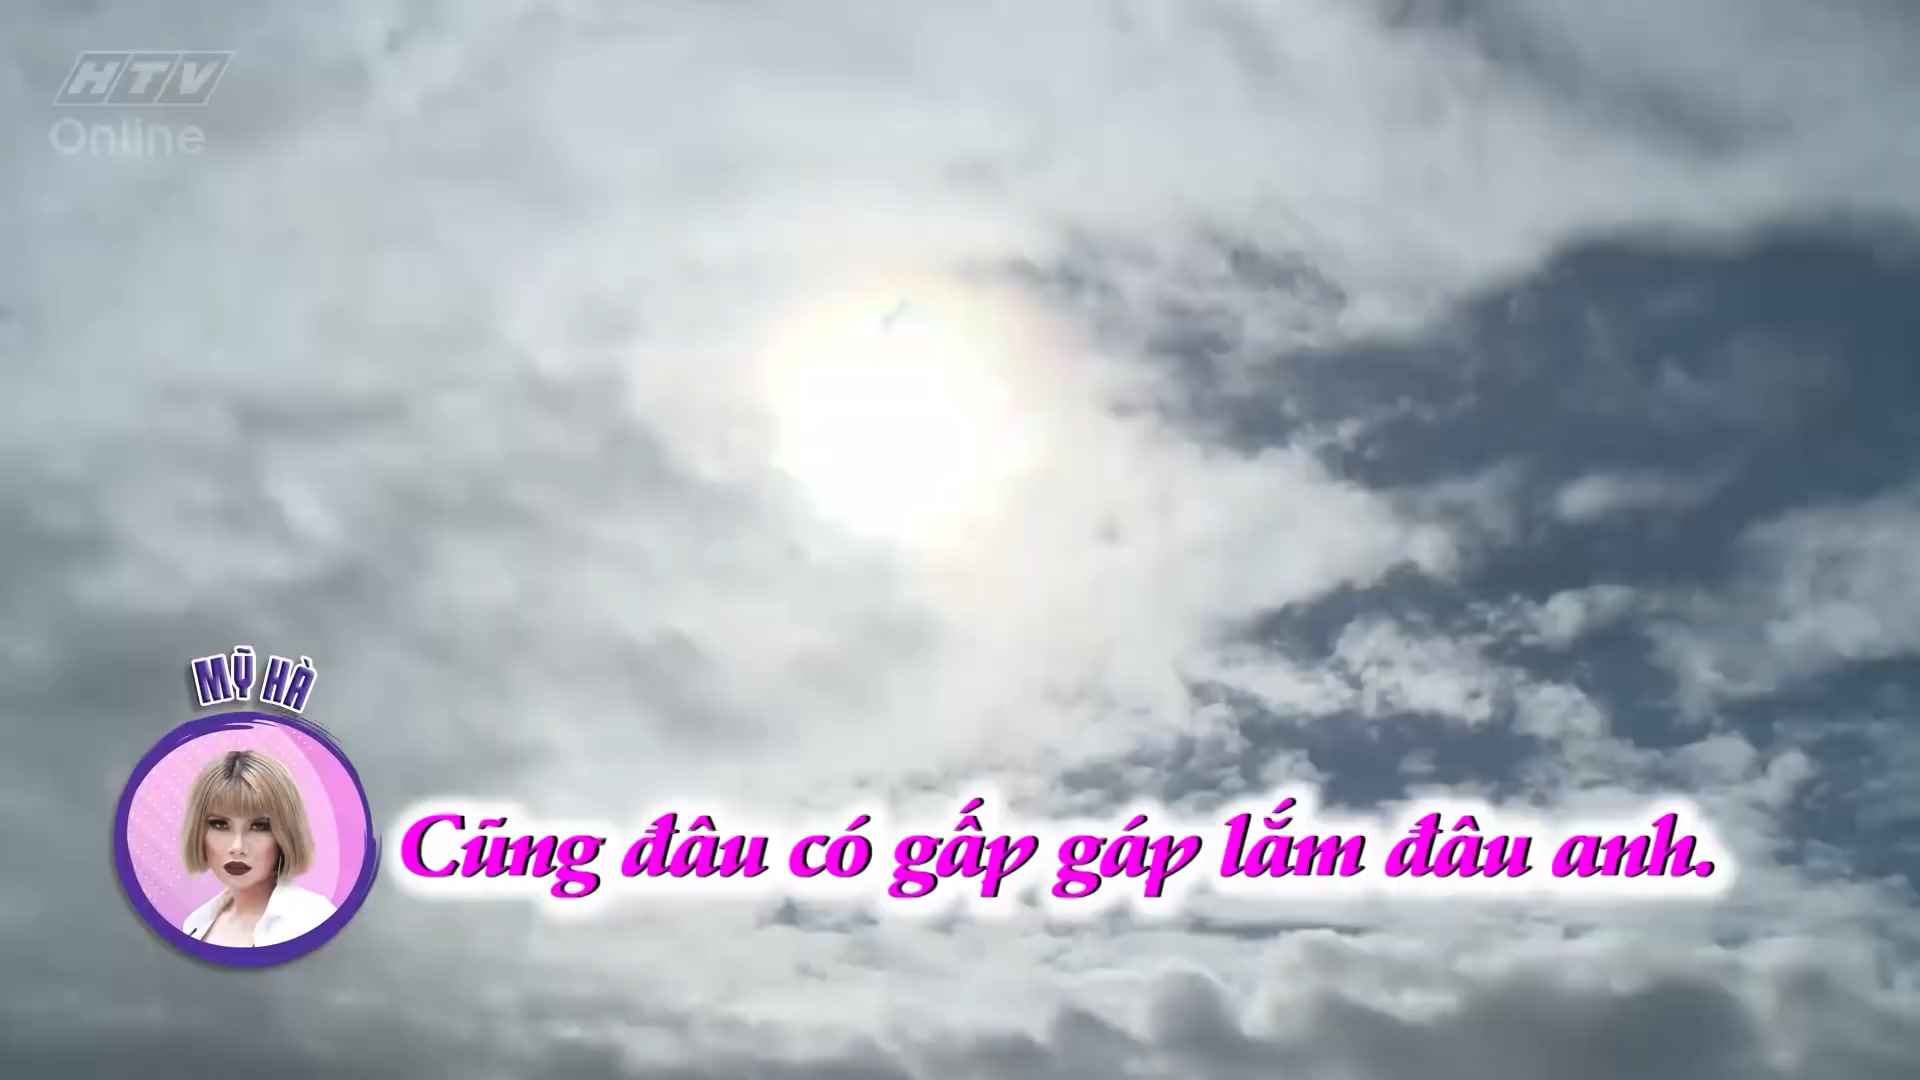 HTV
Online
MỸ HÀ
Cũng đâu có gấp gáp lắm đâu anh.